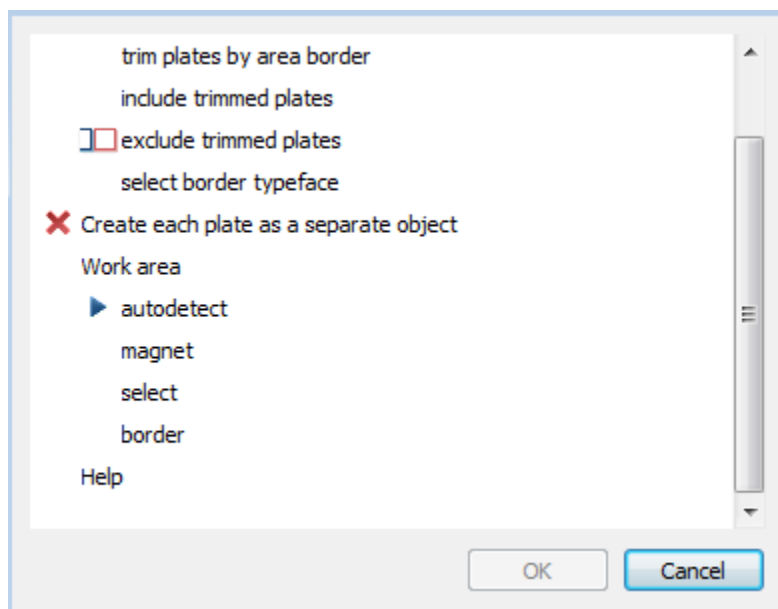 trim plates by area border
include trimmed plates
exclude trimmed plates
select border typeface
Create each plate as a separate object
Work area
autodetect
magnet
select
border
Help
OK
Cancel